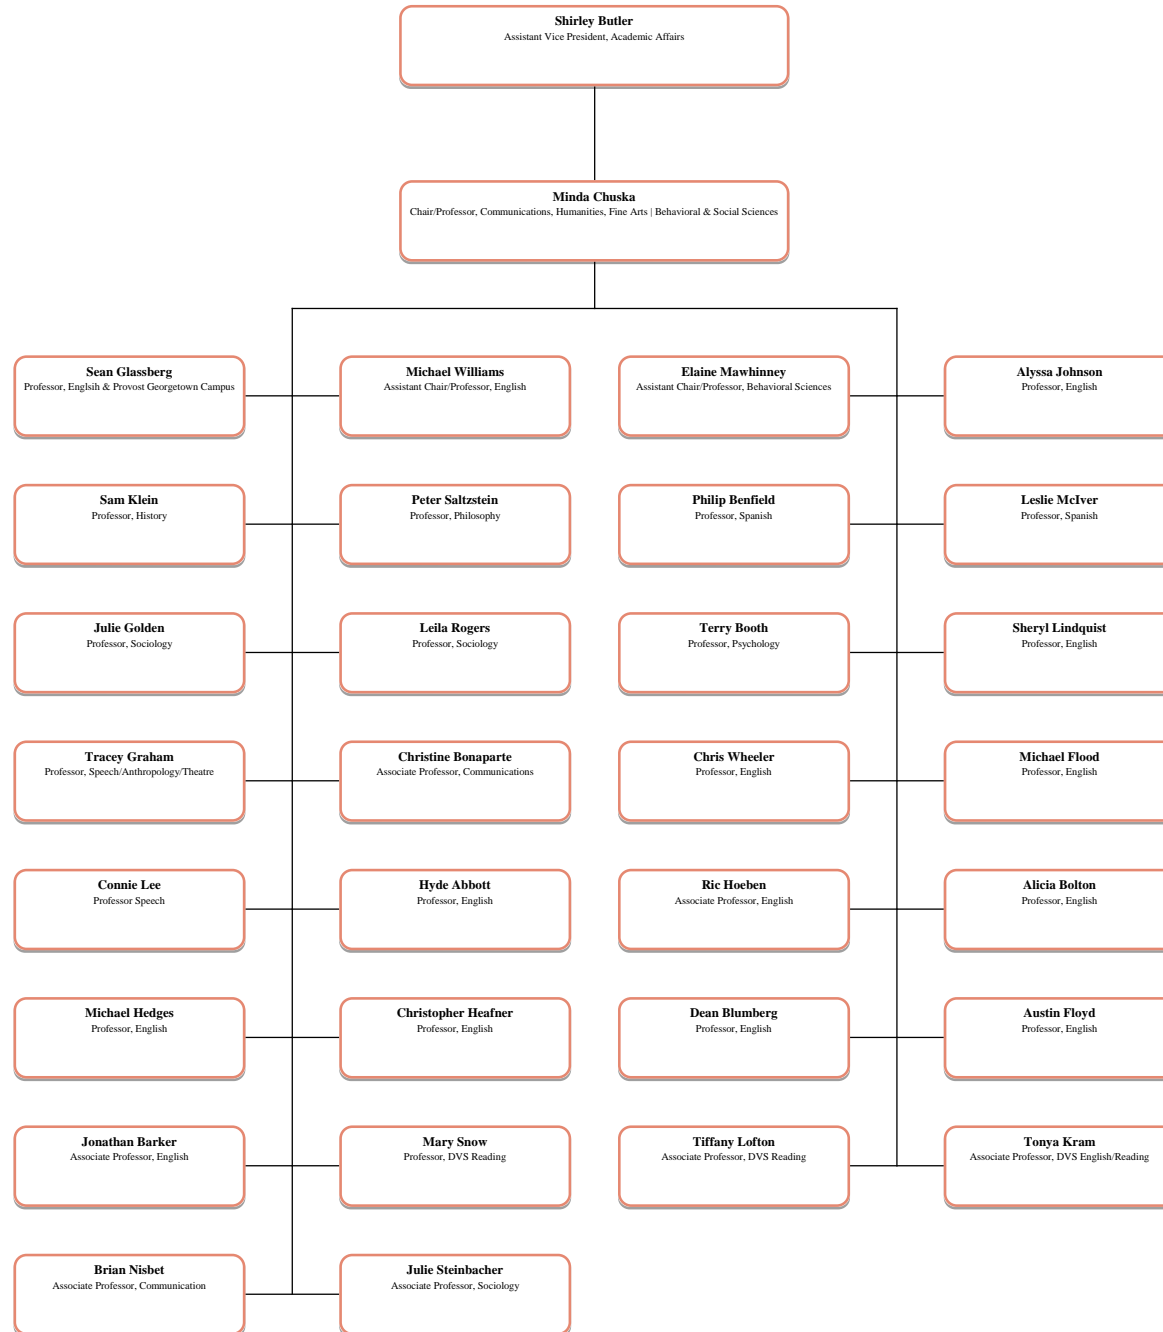 Shirley Butler
Assistant Vice President, Academic Affairs
Minda Chuska
Chair/Professor, Communications, Humanities, Fine Arts | Behavioral & Social Sciences
Sean Glassberg
Professor, Englsih & Provost Georgetown Campus
Michael Williams
Assistant Chair/Professor, English
Elaine Mawhinney
Assistant Chair/Professor, Behavioral Sciences
Alyssa Johnson
Professor, English
Sam Klein
Professor, History
Peter Saltzstein
Professor, Philosophy
Philip Benfield
Professor, Spanish
Leslie McIver
Professor, Spanish
Julie Golden
Professor, Sociology
Leila Rogers
Professor, Sociology
Terry Booth
Professor, Psychology
Sheryl Lindquist
Professor, English
Tracey Graham
Professor, Speech/Anthropology/Theatre
Christine Bonaparte
Associate Professor, Communications
Chris Wheeler
Professor, English
Michael Flood
Professor, English
Connie Lee
Professor Speech
Hyde Abbott
Professor, English
Ric Hoeben
Associate Professor, English
Alicia Bolton
Professor, English
Michael Hedges
Professor, English
Christopher Heafner
Professor, English
Dean Blumberg
Professor, English
Austin Floyd
Professor, English
Jonathan Barker
Associate Professor, English
Mary Snow
Professor, DVS Reading
Tiffany Lofton
Associate Professor, DVS Reading
Tonya Kram
Associate Professor, DVS English/Reading
Brian Nisbet
Associate Professor, Communication
Julie Steinbacher
Associate Professor, Sociology